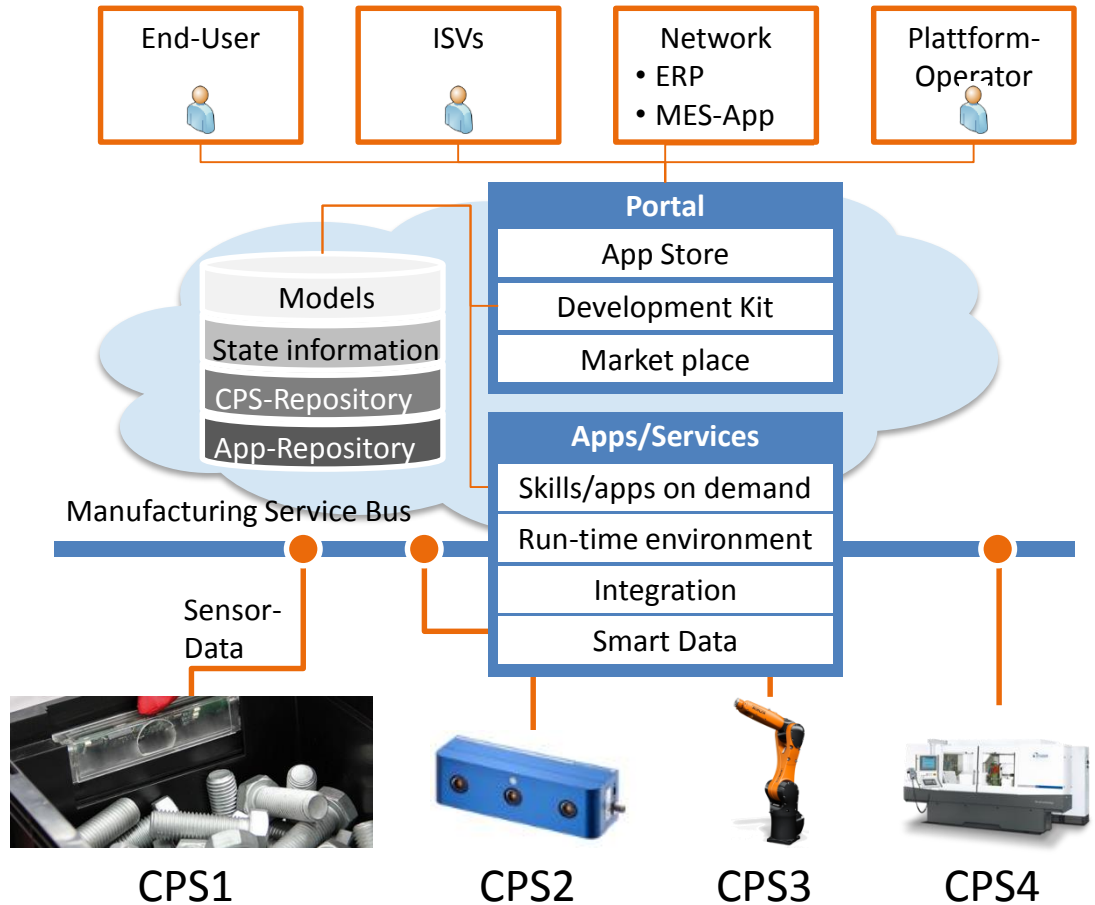 End-User
ISVs
Network
• ERP
• MES-App
Plattform-
Operator
Portal
App Store
Development Kit
Market place
Models
State information
CPS-Repository
App-Repository
Apps/Services
Skills/apps on demand
Run-time environment
Integration
Smart Data
Manufacturing Service Bus
Sensor-
Data
CPS1
CPS2
CPS3
CPS4